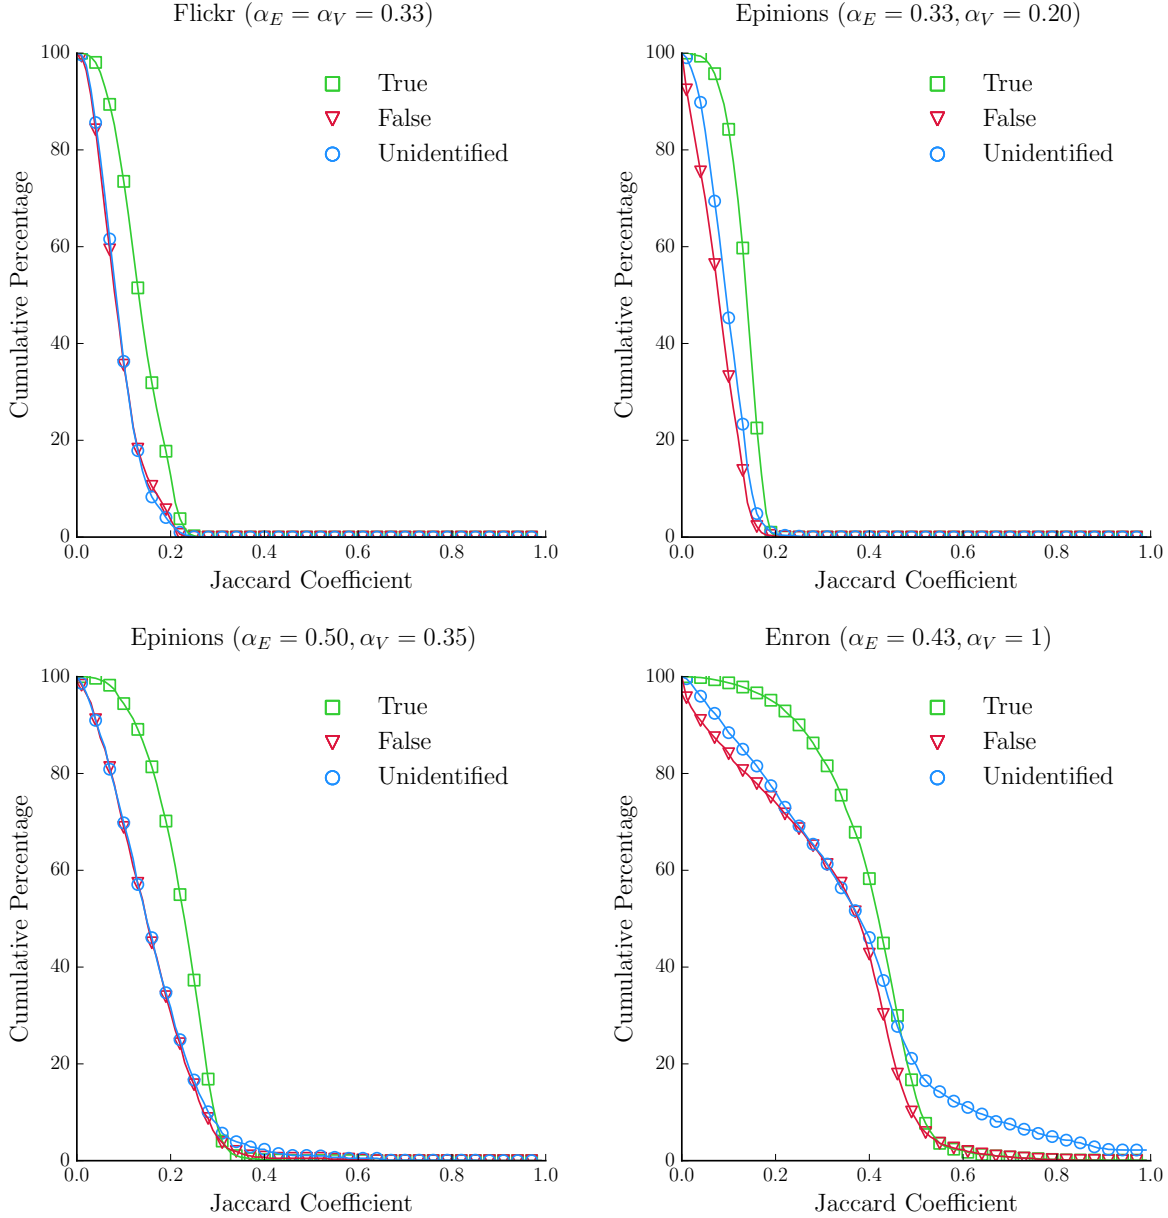 Flickr (α_E = α_V = 0.33)
100
80
60
40
20
0
0.0 0.2 0.4 0.6 0.8 1.0
Cumulative Percentage
Jaccard Coefficient
True
False
Unidentified
Epinions (α_E = 0.33, α_V = 0.20)
100
80
60
40
20
0
0.0 0.2 0.4 0.6 0.8 1.0
Cumulative Percentage
Jaccard Coefficient
True
False
Unidentified
Epinions (α_E = 0.50, α_V = 0.35)
100
80
60
40
20
0
0.0 0.2 0.4 0.6 0.8 1.0
Cumulative Percentage
Jaccard Coefficient
True
False
Unidentified
Enron (α_E = 0.43, α_V = 1)
100
80
60
40
20
0
0.0 0.2 0.4 0.6 0.8 1.0
Cumulative Percentage
Jaccard Coefficient
True
False
Unidentified